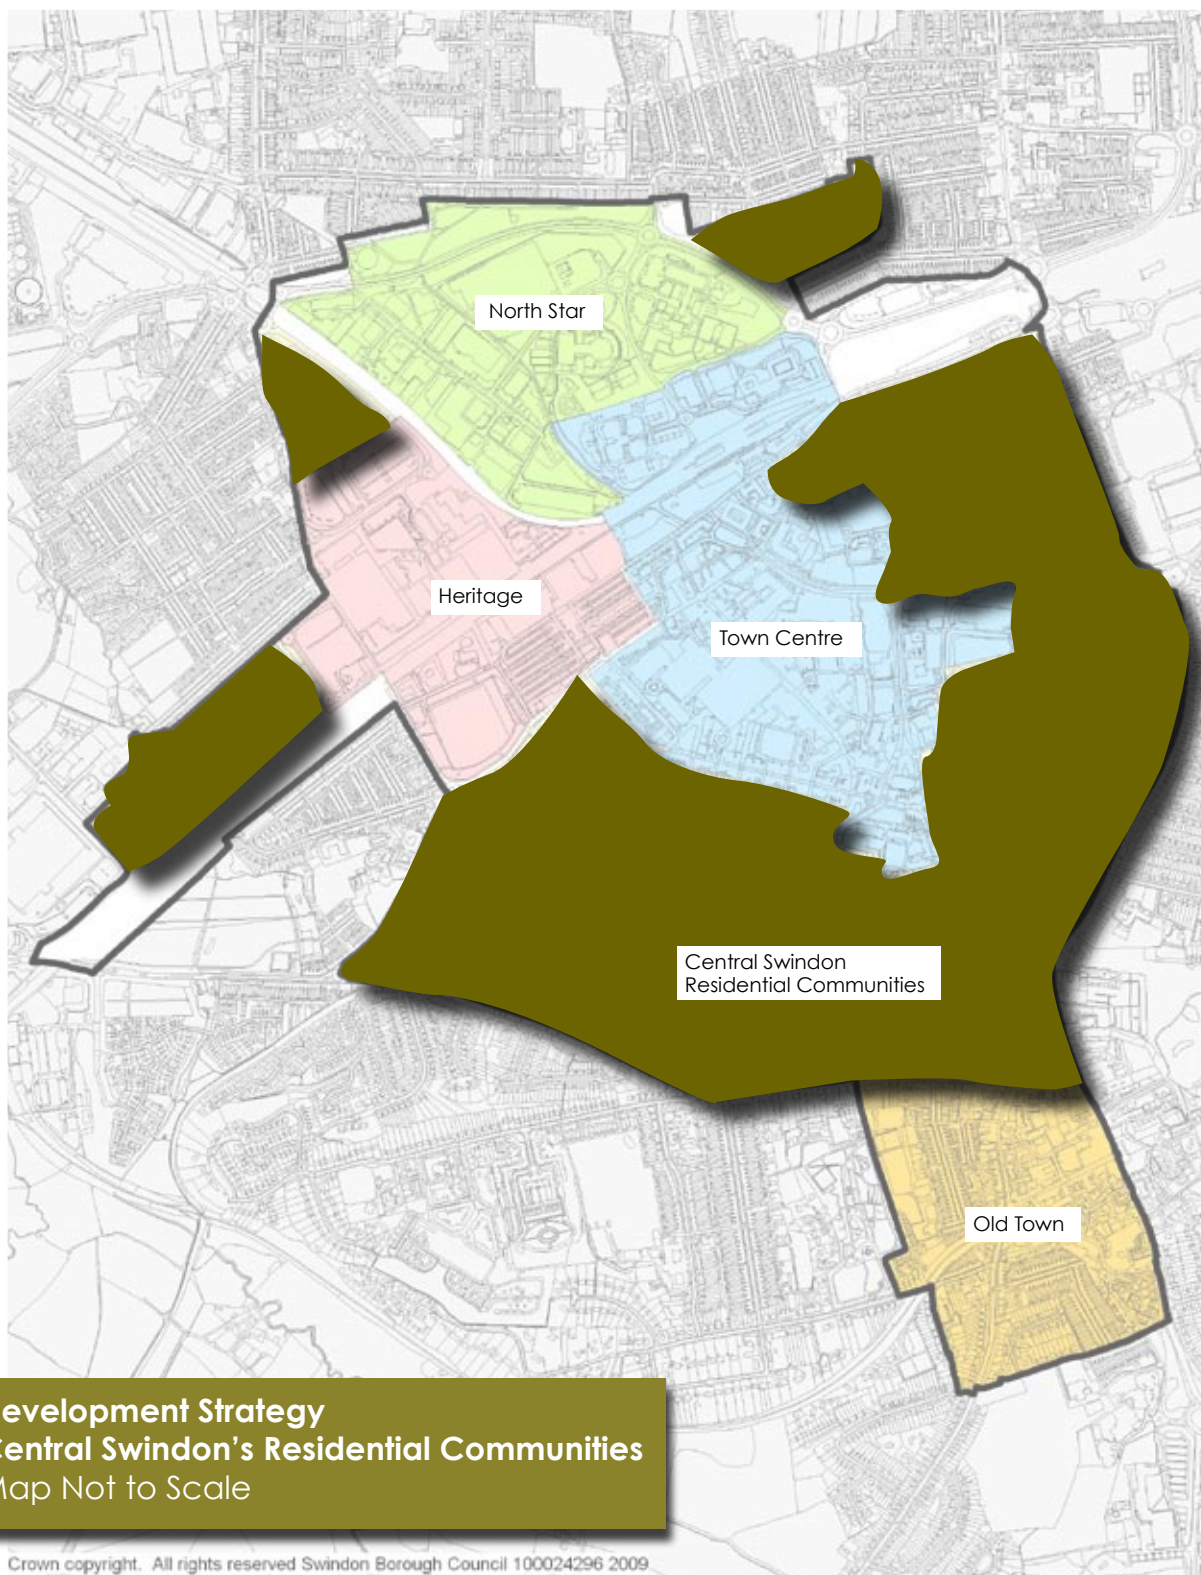 North Star
Heritage
Town Centre
Central Swindon
Residential Communities
Old Town
evelopment Strategy
entral Swindon's Residential Communities
Map Not to Scale
Crown copyright. All rights reserved Swindon Borough Council 100024296 2009